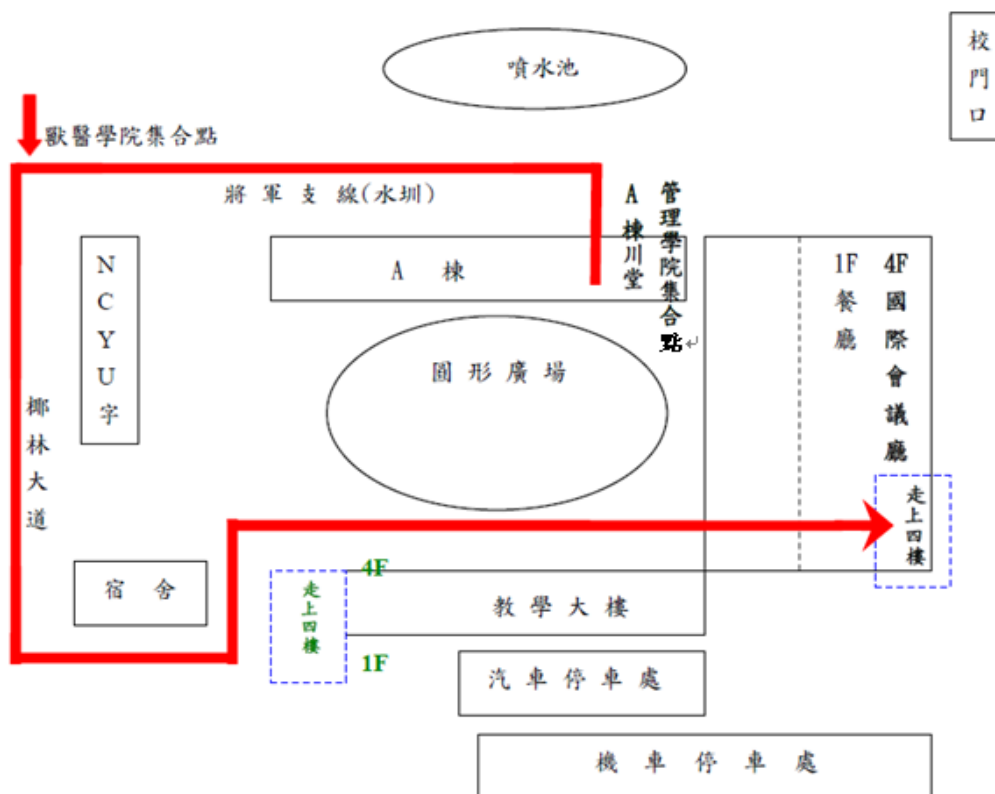 噴水池
校門口
獸醫學院集合點
將軍支線(水圳)
管理學院集合點↵
A棟川堂
NCYU字
A棟
1F餐廳
4F國際會議廳
圓形廣場
椰林大道
走上四樓
宿舍
4F
走上四樓
1F
教學大樓
汽車停車處
機車停車處